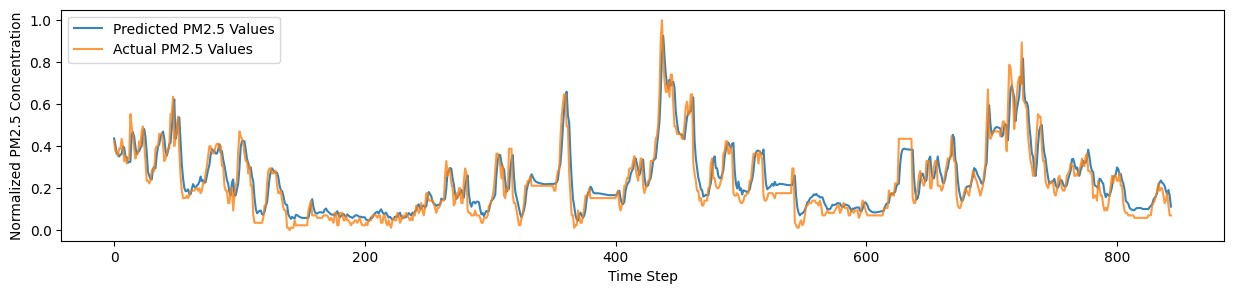 Predicted PM2.5 Values
Actual PM2.5 Values
Normalized PM2.5 Concentration
1.0
0.8
0.6
0.4
0.2
0.0
0
200
400
600
800
Time Step